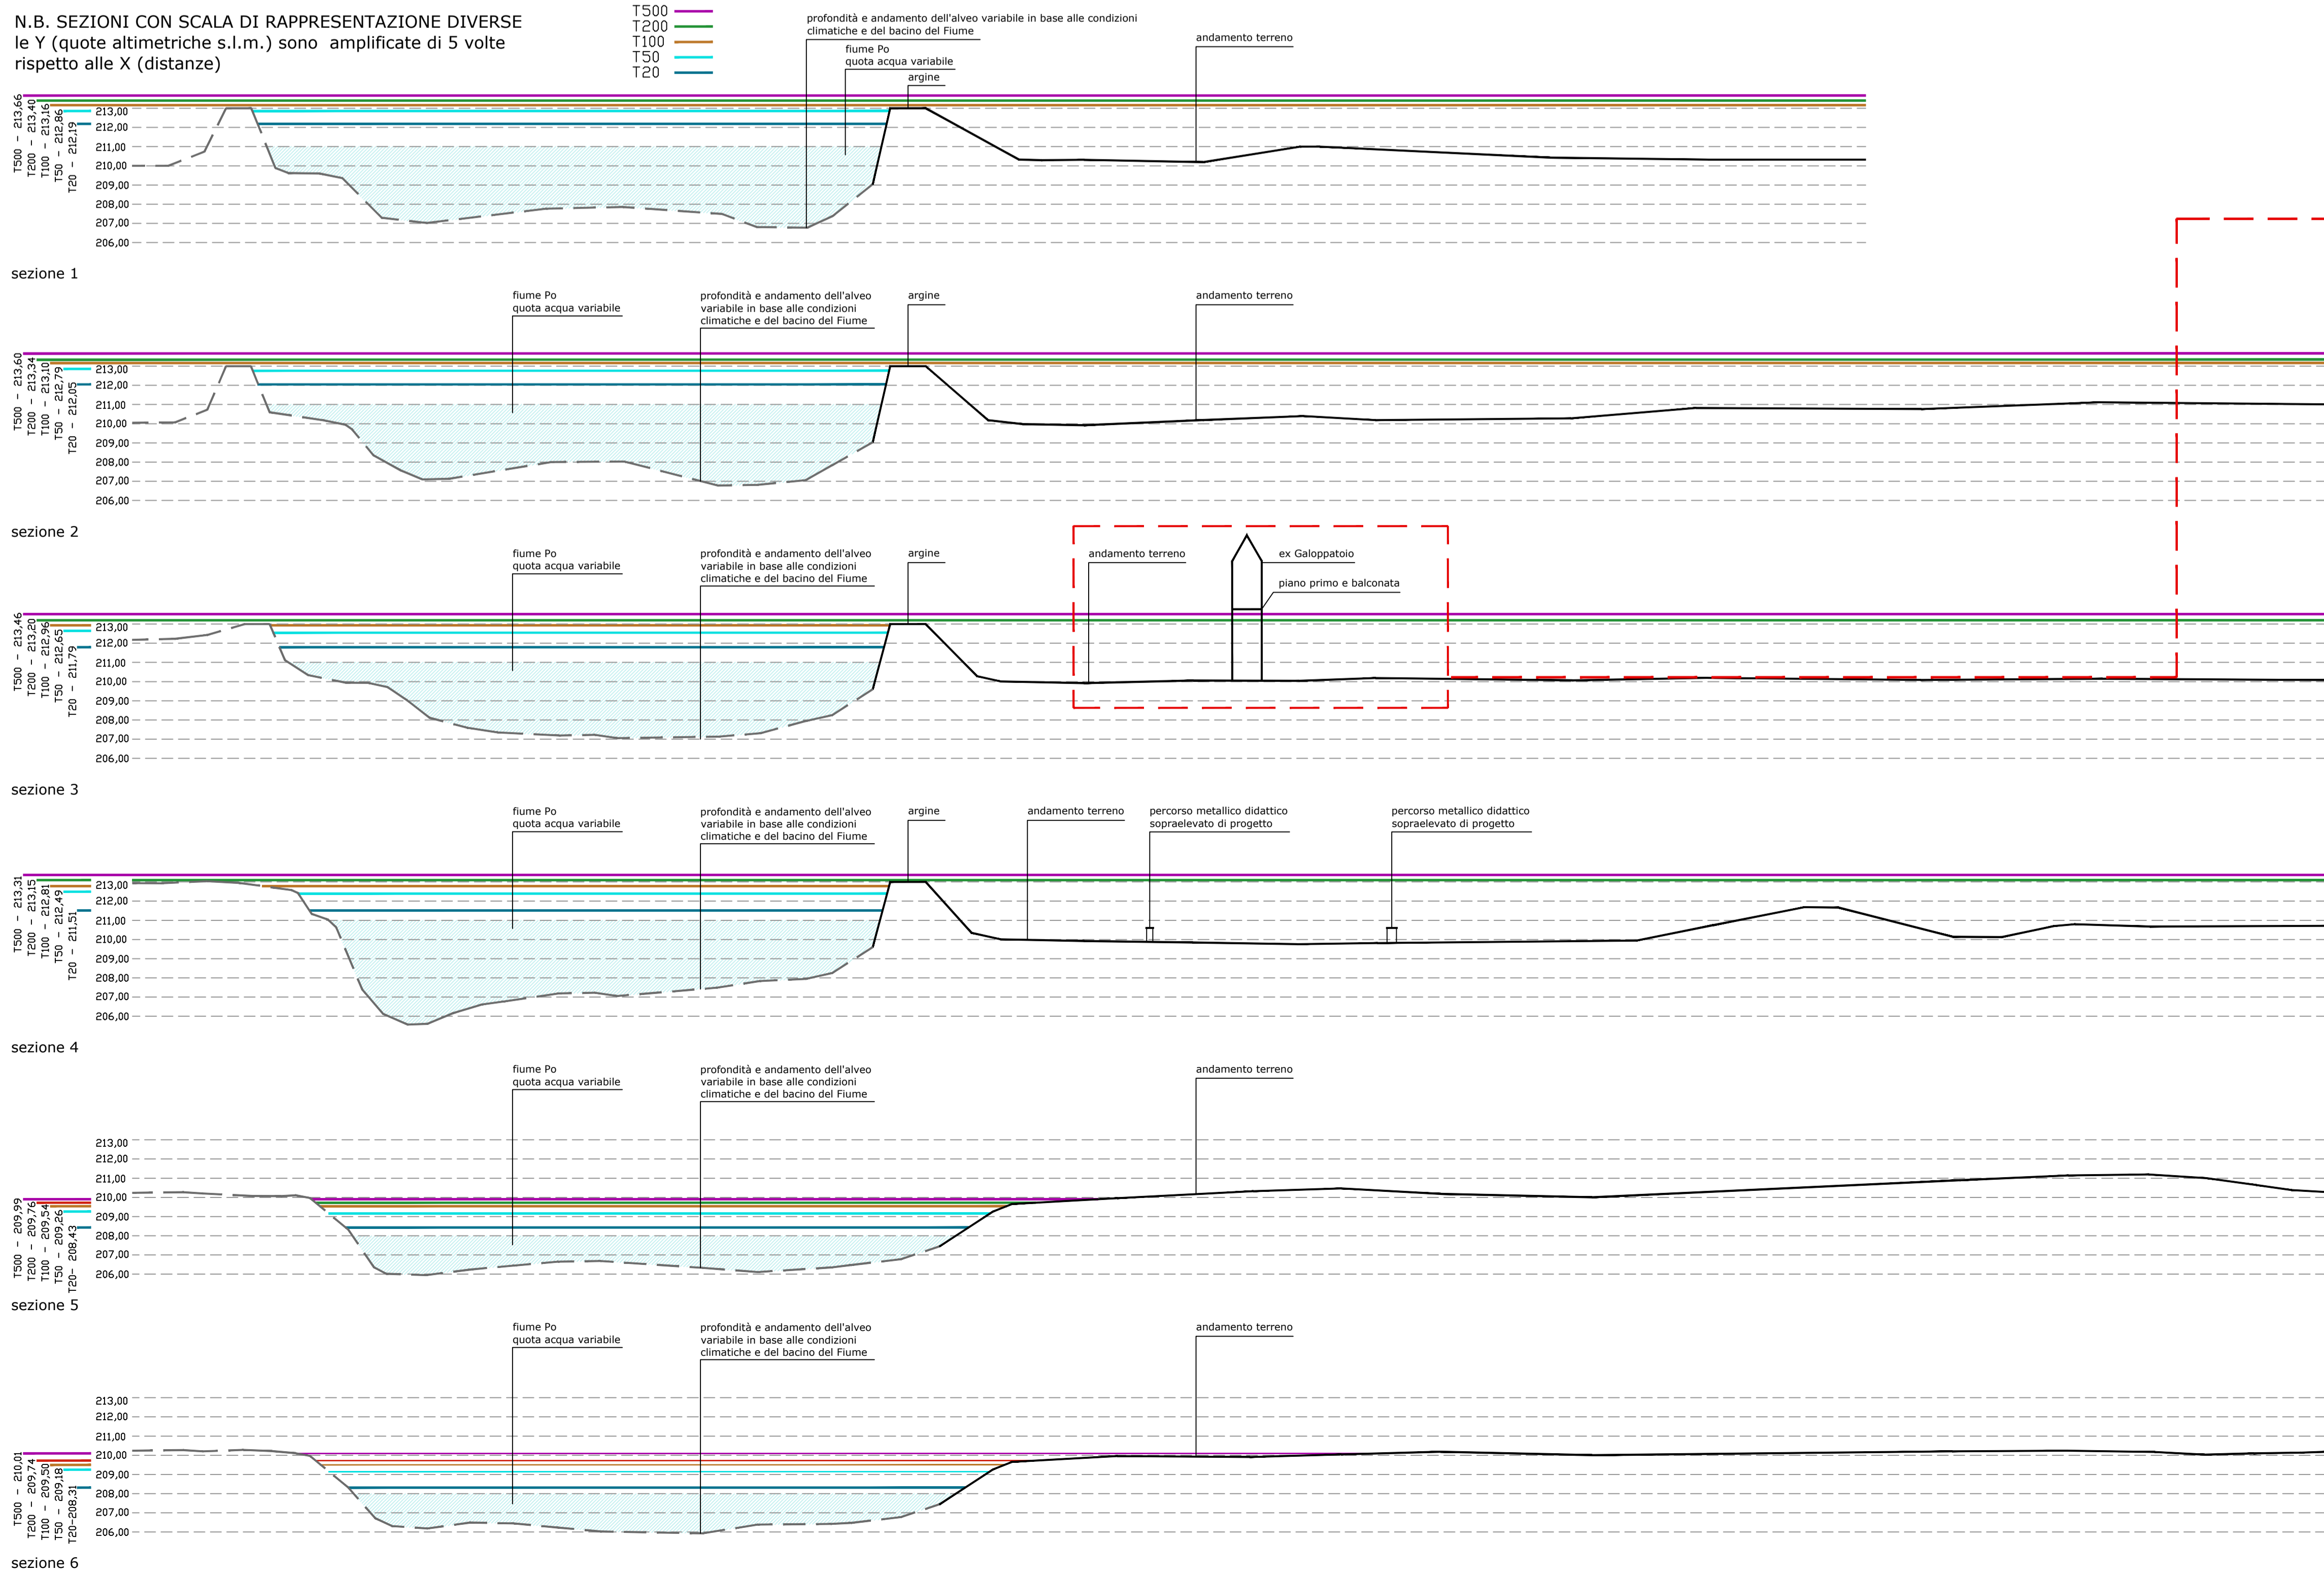 N.B. SEZIONI CON SCALA DI RAPPRESENTAZIONE DIVERSE
le Y (quote altimetriche s.l.m.) sono amplificate di 5 volte
rispetto alle X (distanze)
T500
T200
T100
T50
T20
profondità e andamento dell'alveo variabile in base alle condizioni
climatiche e del bacino del Fiume
fiume Po
quota acqua variabile
argine
andamento terreno
T500 - 213,66
T200 - 213,40
T100 - 213,16
T50 - 212,86
T20 - 212,19
213,00
212,00
211,00
210,00
209,00
208,00
207,00
206,00
sezione 1
fiume Po
quota acqua variabile
profondità e andamento dell'alveo
variabile in base alle condizioni
climatiche e del bacino del Fiume
argine
andamento terreno
T500 - 213,60
T200 - 213,34
T100 - 213,10
T50 - 212,79
T20 - 212,05
213,00
212,00
211,00
210,00
209,00
208,00
207,00
206,00
sezione 2
fiume Po
quota acqua variabile
profondità e andamento dell'alveo
variabile in base alle condizioni
climatiche e del bacino del Fiume
argine
andamento terreno
ex Galoppatoio
piano primo e balconata
T500 - 213,46
T200 - 213,20
T100 - 212,96
T50 - 212,65
T20 - 211,79
213,00
212,00
211,00
210,00
209,00
208,00
207,00
206,00
sezione 3
fiume Po
quota acqua variabile
profondità e andamento dell'alveo
variabile in base alle condizioni
climatiche e del bacino del Fiume
argine
andamento terreno
percorso metallico didattico
sopraelevato di progetto
percorso metallico didattico
sopraelevato di progetto
T500 - 213,31
T200 - 213,15
T100 - 212,81
T50 - 212,49
T20 - 211,51
213,00
212,00
211,00
210,00
209,00
208,00
207,00
206,00
sezione 4
fiume Po
quota acqua variabile
profondità e andamento dell'alveo
variabile in base alle condizioni
climatiche e del bacino del Fiume
andamento terreno
T500 - 209,99
T200 - 209,76
T100 - 209,54
T50 - 209,26
T20- 208,43
213,00
212,00
211,00
210,00
209,00
208,00
207,00
206,00
sezione 5
fiume Po
quota acqua variabile
profondità e andamento dell'alveo
variabile in base alle condizioni
climatiche e del bacino del Fiume
andamento terreno
T500 - 210,01
T200 - 209,74
T100 - 209,50
T50 - 209,18
T20-208,31
213,00
212,00
211,00
210,00
209,00
208,00
207,00
206,00
sezione 6